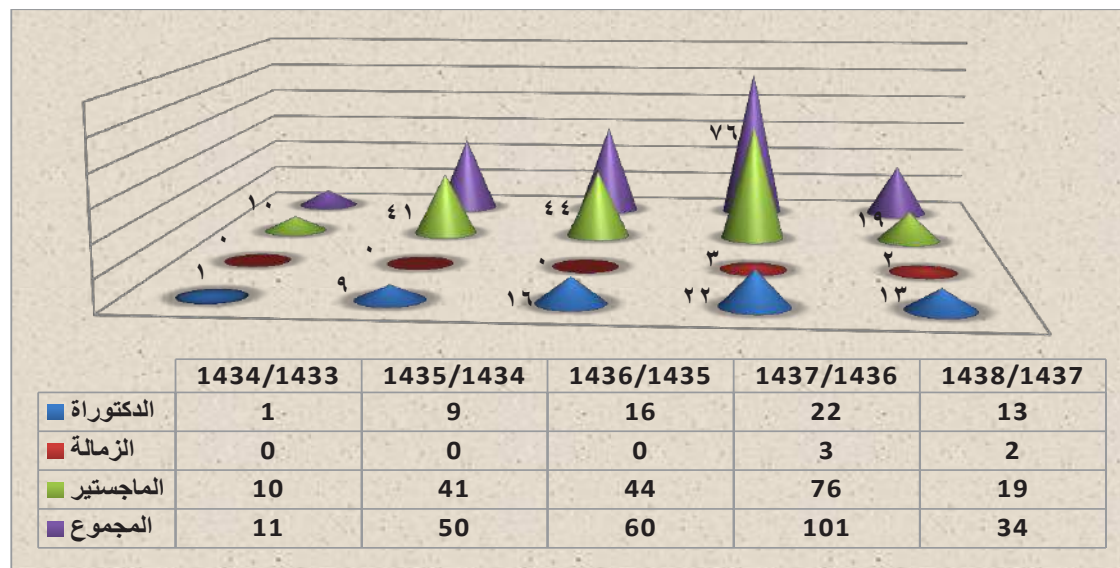 ٧٦
١٠ ٤١ ٤٤ ١٩
٠ ٠ ٠ ٣ ٢
١ ٩ ١٦ ٢٢ ١٣
1434/1433 1435/1434 1436/1435 1437/1436 1438/1437
الدكتوراة 1 9 16 22 13
الزمالة 0 0 0 3 2
الماجستير 10 41 44 76 19
المجموع 11 50 60 101 34